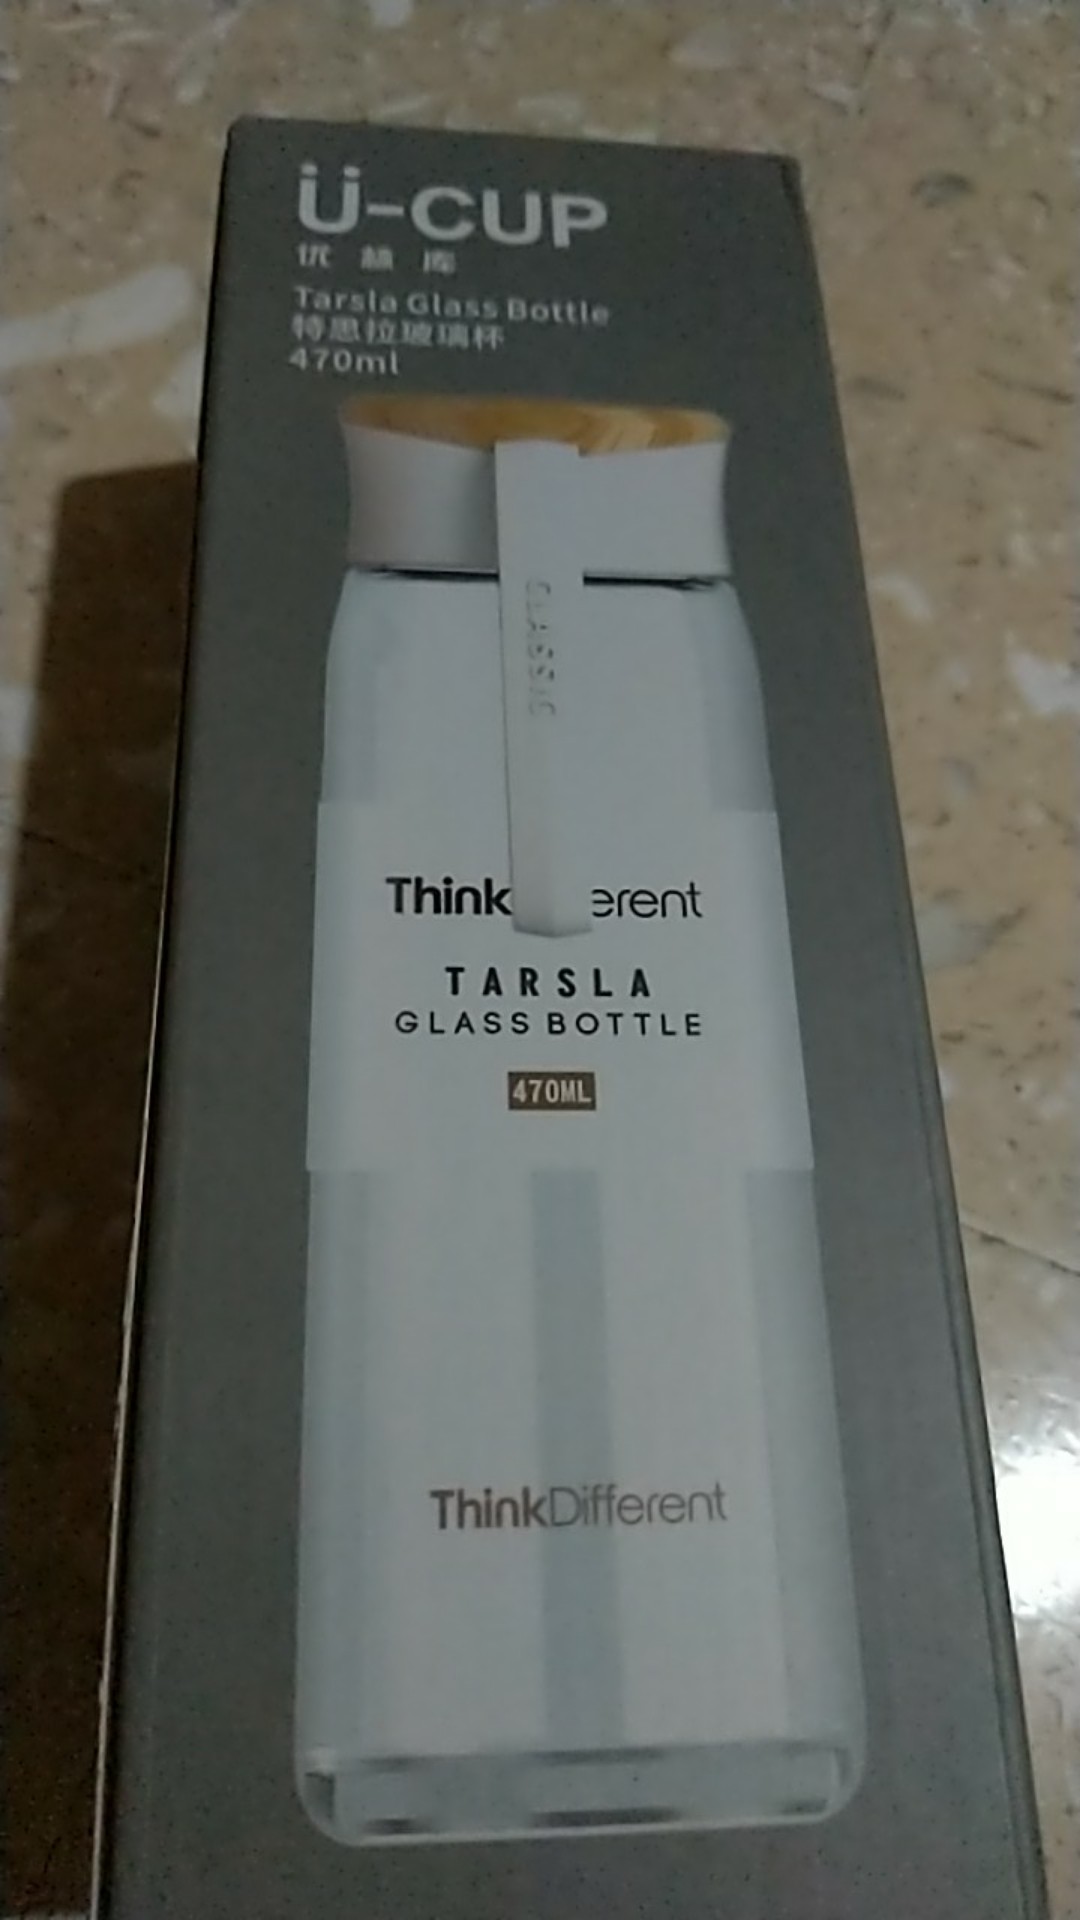 Ü-CUP
优 赫 库
Tarsla Glass Bottle
特思拉玻璃杯
470ml
CLASSIC
Think erent
TARSLA
GLASS BOTTLE
470ML
ThinkDifferent